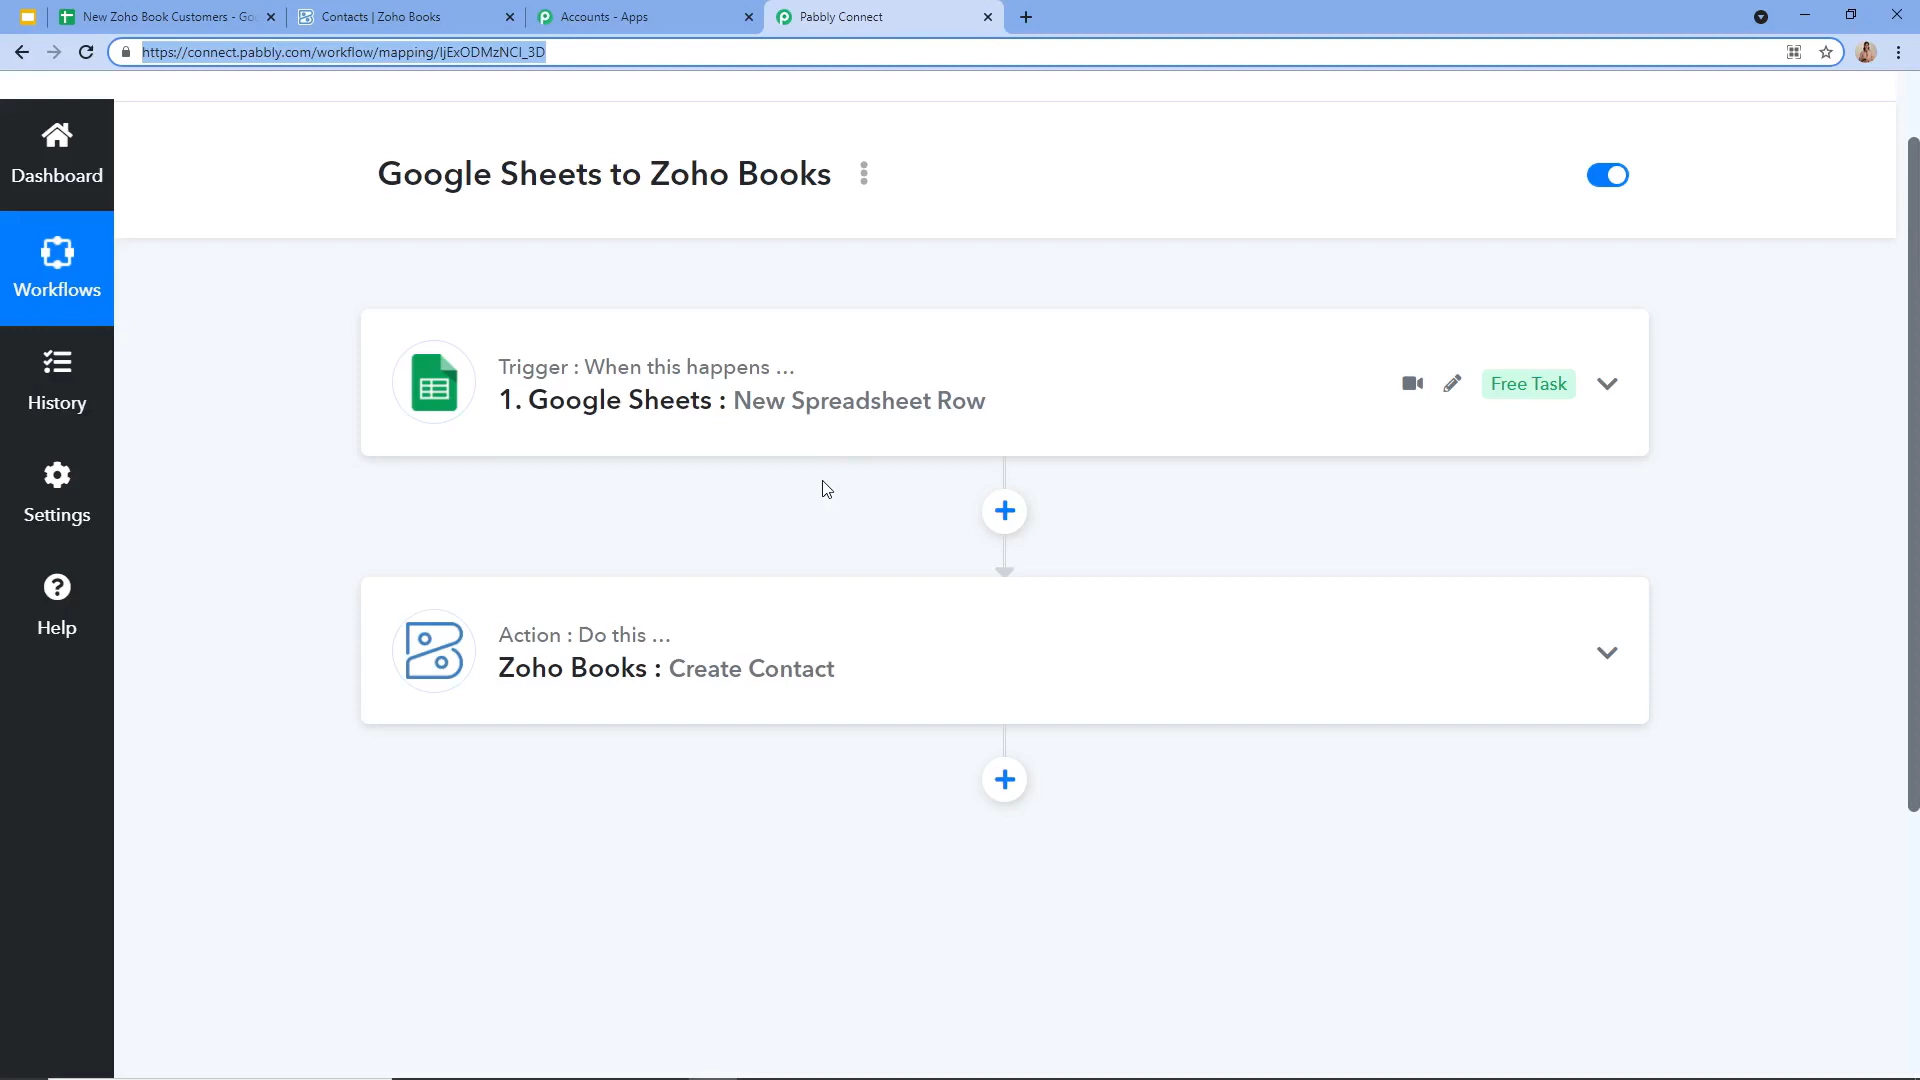 New Zoho Book Customers - Go
Contacts | Zoho Books
Accounts - Apps
Pabbly Connect
https://connect.pabbly.com/workflow/mapping/IjExODMzNCI_3D
Dashboard
Workflows
History
Settings
Help
Google Sheets to Zoho Books
Trigger : When this happens ...
1. Google Sheets : New Spreadsheet Row
Free Task
Action : Do this ...
Zoho Books : Create Contact